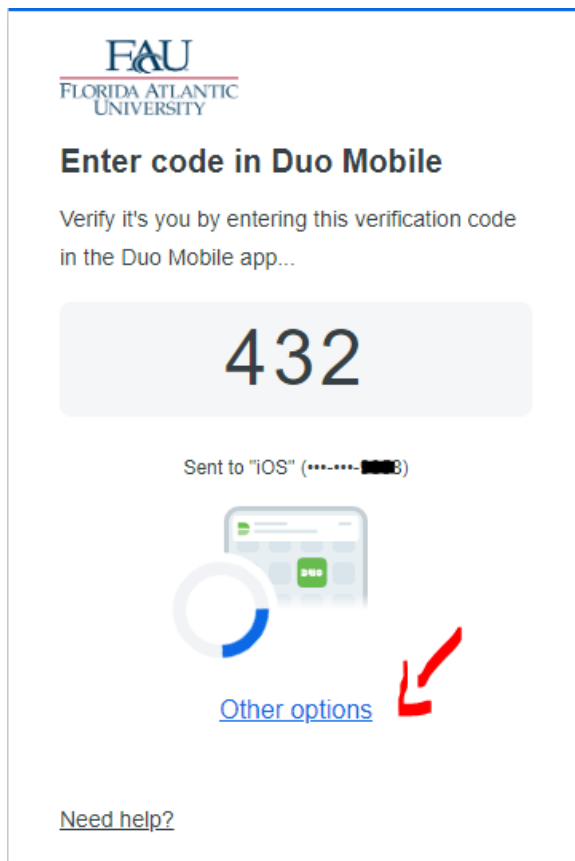 FAU
FLORIDA ATLANTIC
UNIVERSITY
Enter code in Duo Mobile
Verify it's you by entering this verification code
in the Duo Mobile app...
432
Sent to "iOS" (•••-•••-8)
DUO
Other options
Need help?